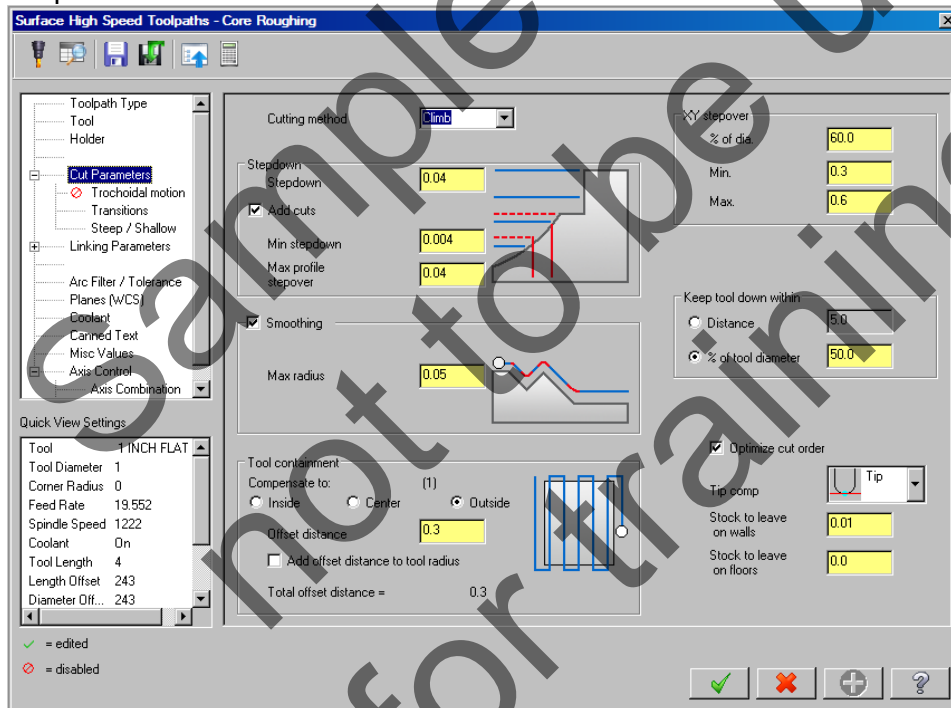 Surface High Speed Toolpaths - Core Roughing
Toolpath Type
Tool
Holder
Cut Parameters
Trochoidal motion
Transitions
Steep / Shallow
Linking Parameters
Arc Filter / Tolerance
Planes (WCS)
Coolant
Canned Text
Misc Values
Axis Control
Axis Combination
Quick View Settings
Tool 1 INCH FLAT
Tool Diameter 1
Corner Radius 0
Feed Rate 19.552
Spindle Speed 1222
Coolant On
Tool Length 4
Length Offset 243
Diameter Off... 243
= edited
= disabled
Cutting method Climb
Stepdown
Stepdown 0.04
Add cuts
Min stepdown 0.004
Max profile
stepover 0.04
Smoothing
Max radius 0.05
Tool containment
Compensate to: (1)
Inside Center Outside
Offset distance 0.3
Add offset distance to tool radius
Total offset distance = 0.3
XY stepover
% of dia. 60.0
Min. 0.3
Max. 0.6
Keep tool down within
Distance 5.0
% of tool diameter 50.0
Optimize cut order
Tip comp Tip
Stock to leave
on walls 0.01
Stock to leave
on floors 0.0
Sample
not to be u
for training